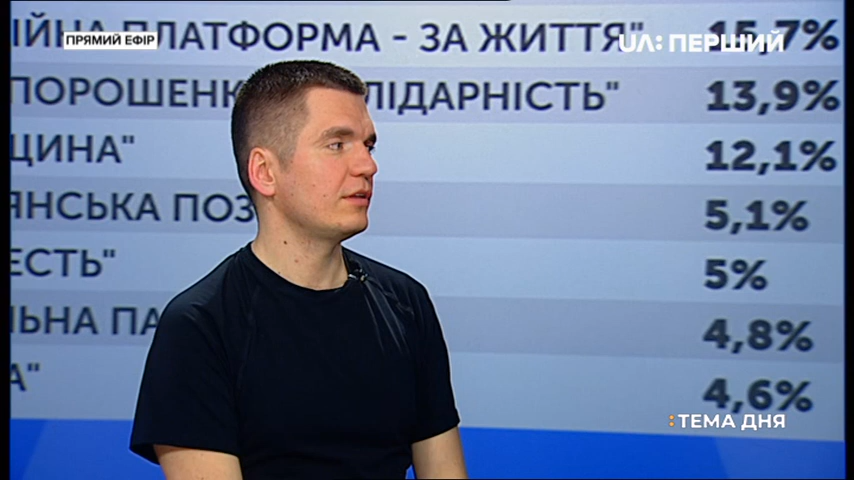 ПРЯМИЙ ЕФІР
UA: ПЕРШИЙ
ІЙНА ПЛАТФОРМА - ЗА ЖИТТЯ" 15,7%
ПОРОШЕНК ЛІДАРНІСТЬ" 13,9%
ЩИНА" 12,1%
ЯНСЬКА ПОЗ 5,1%
ЕСТЬ" 5%
ЛЬНА ПА 4,8%
А" 4,6%
:ТЕМА ДНЯ